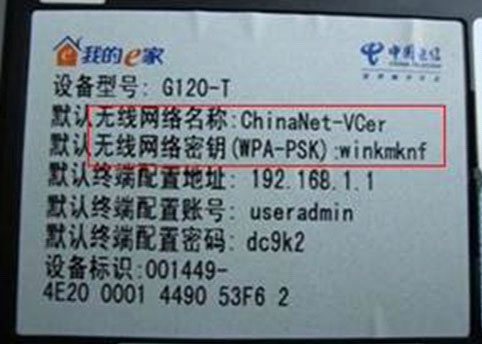 我的e家 中国电信
设备型号: G120-T
默认无线网络名称:ChinaNet-VCer
默认无线网络密钥(WPA-PSK):winkmknf
默认终端配置地址: 192.168.1.1
默认终端配置账号: useradmin
默认终端配置密码: dc9k2
设备标识:001449-
4E20 0001 4490 53F6 2